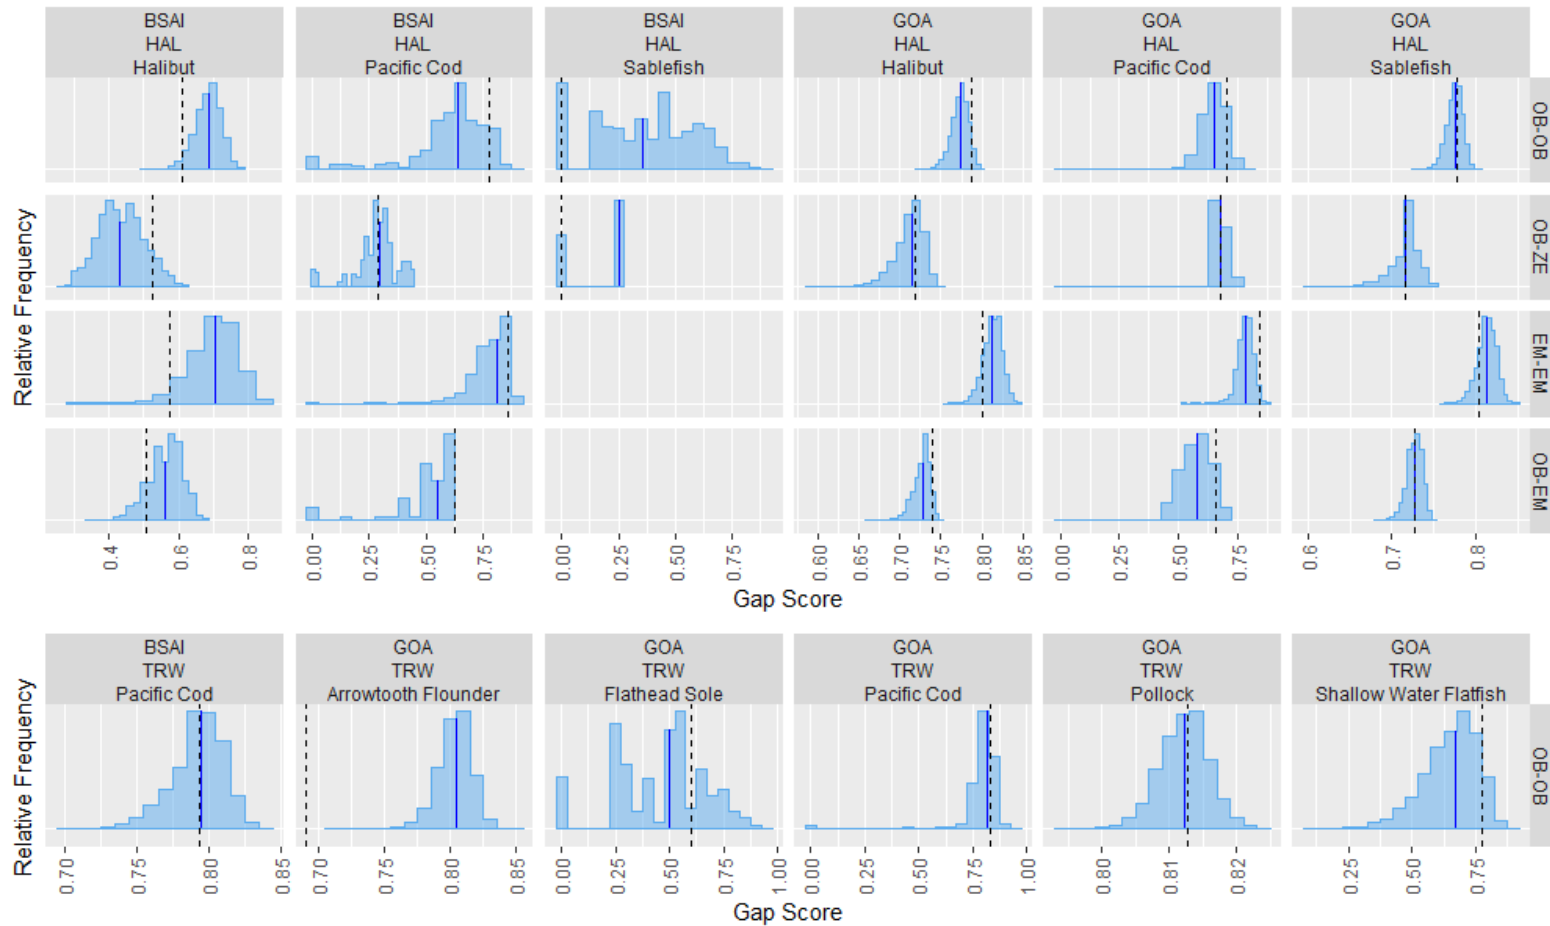 BSAI
HAL
Halibut
BSAI
HAL
Pacific Cod
BSAI
HAL
Sablefish
GOA
HAL
Halibut
GOA
HAL
Pacific Cod
GOA
HAL
Sablefish
OB-OB
OB-ZE
EM-EM
OB-EM
Relative Frequency
0.4 0.6 0.8
0.00 0.25 0.50 0.75
0.00 0.25 0.50 0.75
0.60 0.70 0.80 0.85
0.00 0.50 0.75
0.6 0.7 0.8
Gap Score
BSAI
TRW
Pacific Cod
GOA
TRW
Arrowtooth Flounder
GOA
TRW
Flathead Sole
GOA
TRW
Pacific Cod
GOA
TRW
Pollock
GOA
TRW
Shallow Water Flatfish
OB-OB
Relative Frequency
0.70 0.75 0.80 0.85
0.70 0.75 0.80 0.85
0.00 0.25 0.50 0.75 1.00
0.00 0.25 0.50 0.75 1.00
0.80 0.81 0.82
0.25 0.50 0.75
Gap Score